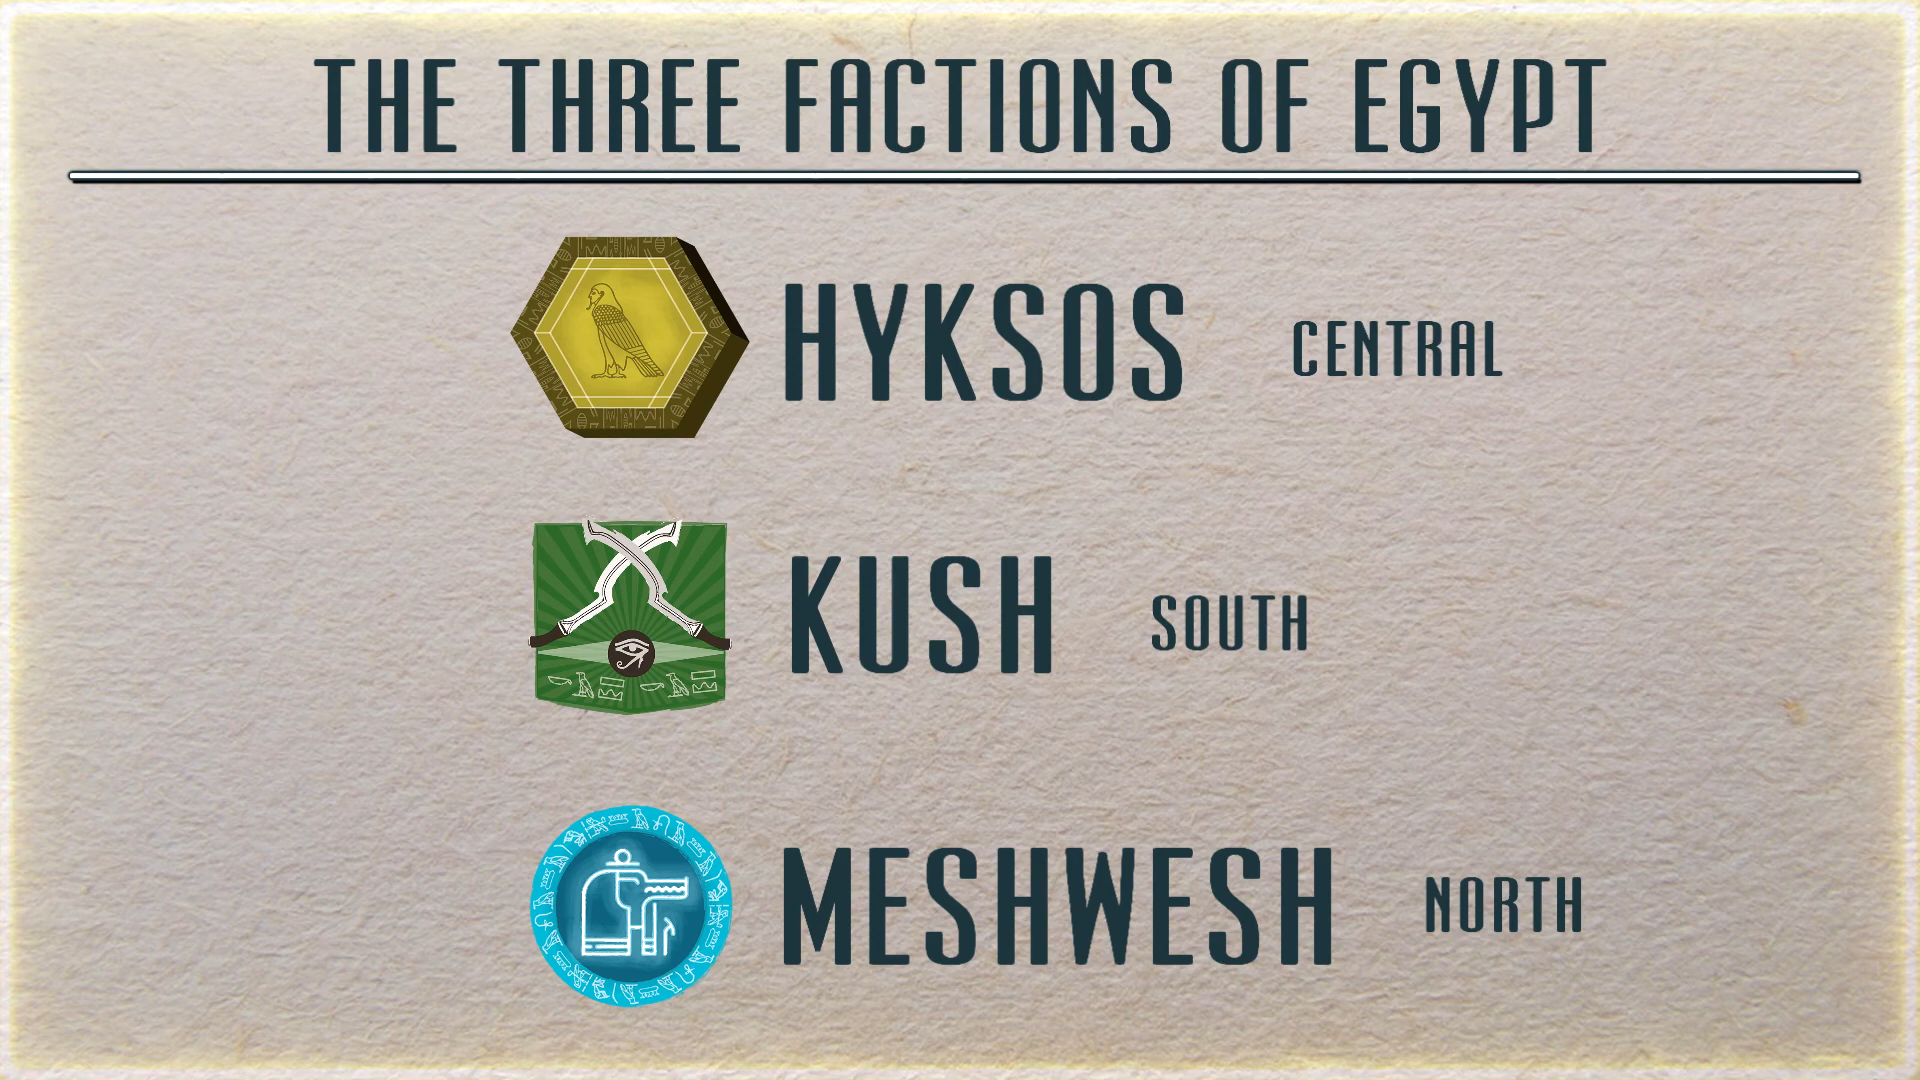 THE THREE FACTIONS OF EGYPT
HYKSOS CENTRAL
KUSH SOUTH
MESHWESH NORTH